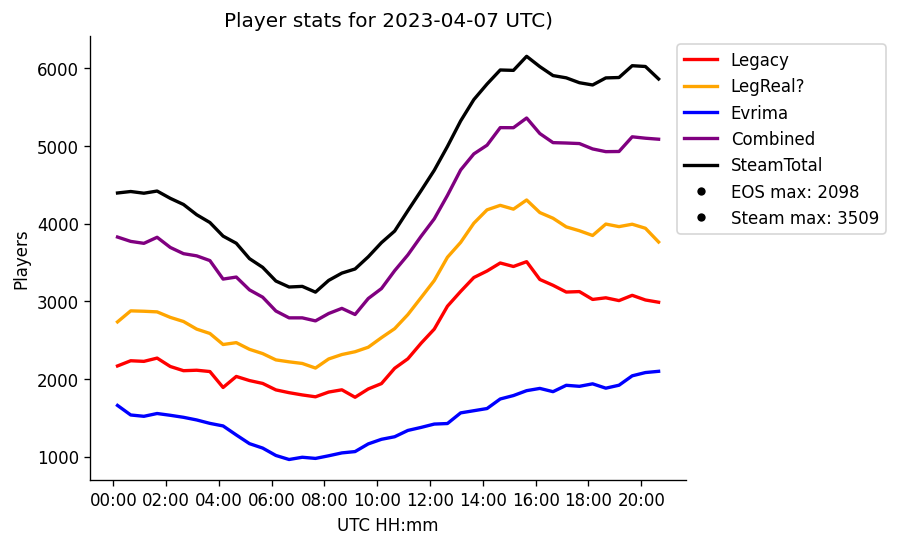 Player stats for 2023-04-07 UTC)
Players
6000
5000
4000
3000
2000
1000
00:00 02:00 04:00 06:00 08:00 10:00 12:00 14:00 16:00 18:00 20:00
UTC HH:mm
Legacy
LegReal?
Evrima
Combined
SteamTotal
EOS max: 2098
Steam max: 3509